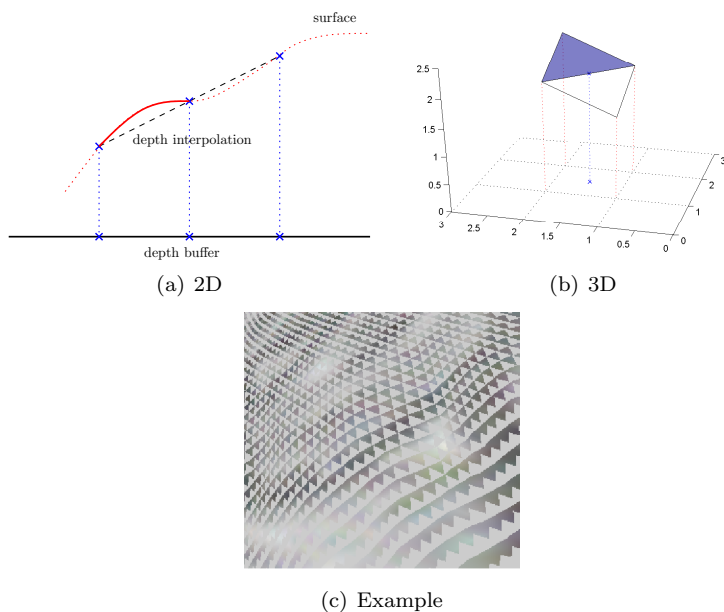 surface
depth interpolation
depth buffer
(a) 2D
2.5
2
1.5
1
0.5
0
3
2.5
2
1.5
1
0.5
0
0
1
2
3
(b) 3D
(c) Example